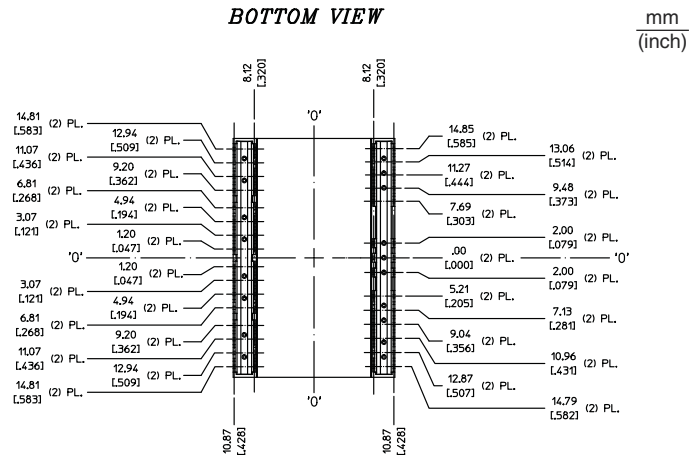 BOTTOM VIEW
mm
(inch)
8.12
[.320]
8.12
[.320]
'0'
14.81
[.583] (2) PL.
12.94
[.509] (2) PL.
11.07
[.436] (2) PL.
9.20
[.362] (2) PL.
6.81
[.268] (2) PL.
4.94
[.194] (2) PL.
3.07
[.121] (2) PL.
1.20
[.047] (2) PL.
'0'
1.20
[.047] (2) PL.
3.07
[.121] (2) PL.
4.94
[.194] (2) PL.
6.81
[.268] (2) PL.
9.20
[.362] (2) PL.
11.07
[.436] (2) PL.
12.94
[.509] (2) PL.
14.81
[.583] (2) PL.
14.85
[.585] (2) PL.
13.06
[.514] (2) PL.
11.27
[.444] (2) PL.
9.48
[.373] (2) PL.
7.69
[.303] (2) PL.
2.00
[.079] (2) PL.
.00
[.000] (2) PL.
'0'
2.00
[.079] (2) PL.
5.21
[.205] (2) PL.
7.13
[.281] (2) PL.
9.04
[.356] (2) PL.
10.96
[.431] (2) PL.
12.87
[.507] (2) PL.
14.79
[.582] (2) PL.
'0'
10.87
[.428]
10.87
[.428]